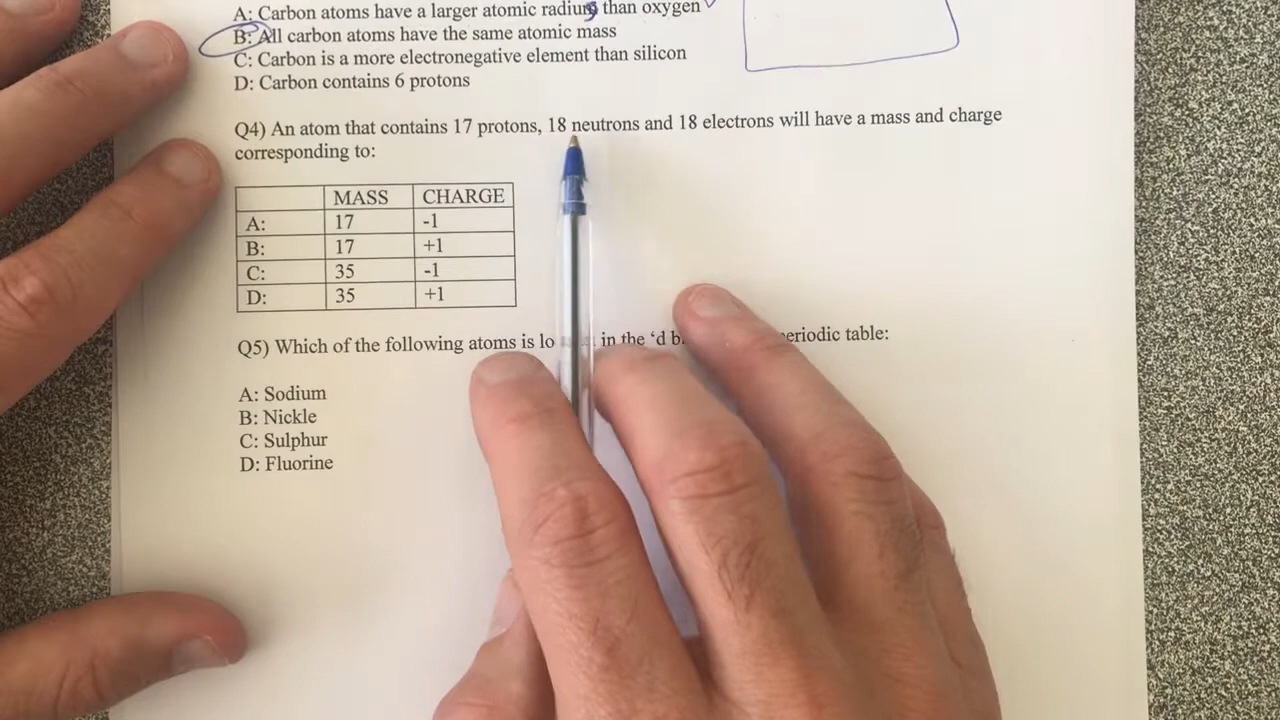 A: Carbon atoms have a larger atomic radius than oxygen
B: All carbon atoms have the same atomic mass
C: Carbon is a more electronegative element than silicon
D: Carbon contains 6 protons
Q4) An atom that contains 17 protons, 18 neutrons and 18 electrons will have a mass and charge
corresponding to:
MASS CHARGE
A: 17 -1
B: 17 +1
C: 35 -1
D: 35 +1
Q5) Which of the following atoms is in the ‘d table:
A: Sodium
B: Nickle
C: Sulphur
D: Fluorine